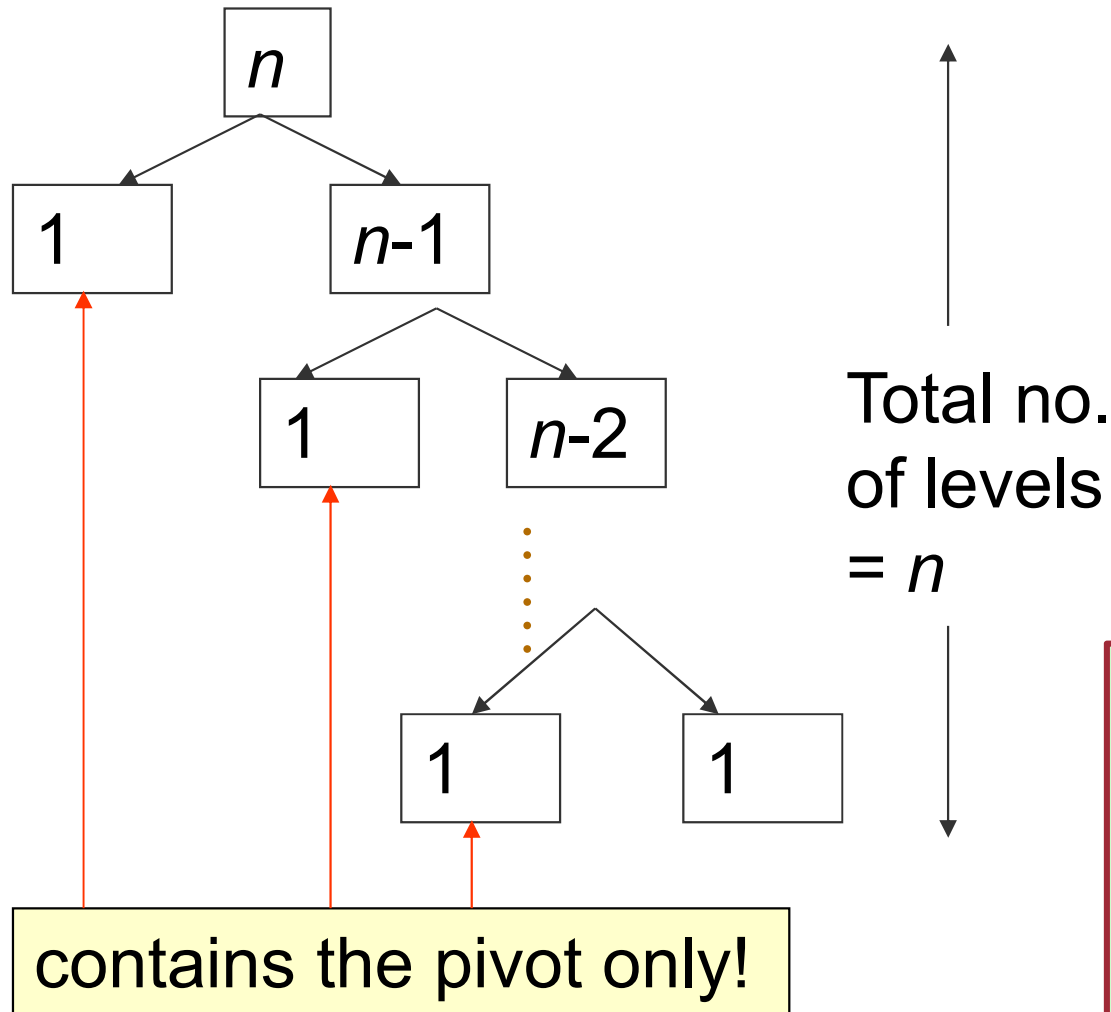 n
1
n-1
1
n-2
Total no.
of levels
= n
1
1
contains the pivot only!